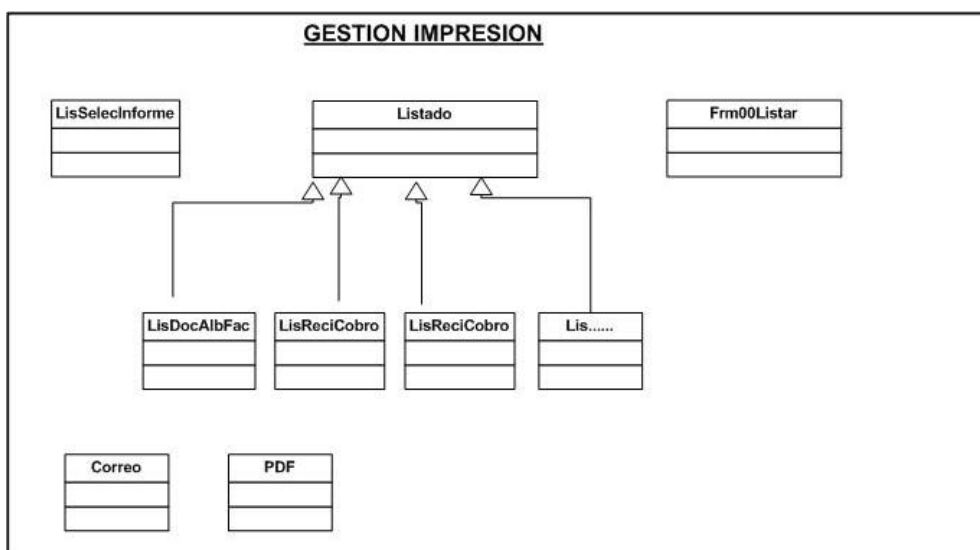 GESTION IMPRESION
LisSelecInforme
Listado
Frm00Listar
LisDocAlbFac
LisReciCobro
LisReciCobro
Lis......
Correo
PDF